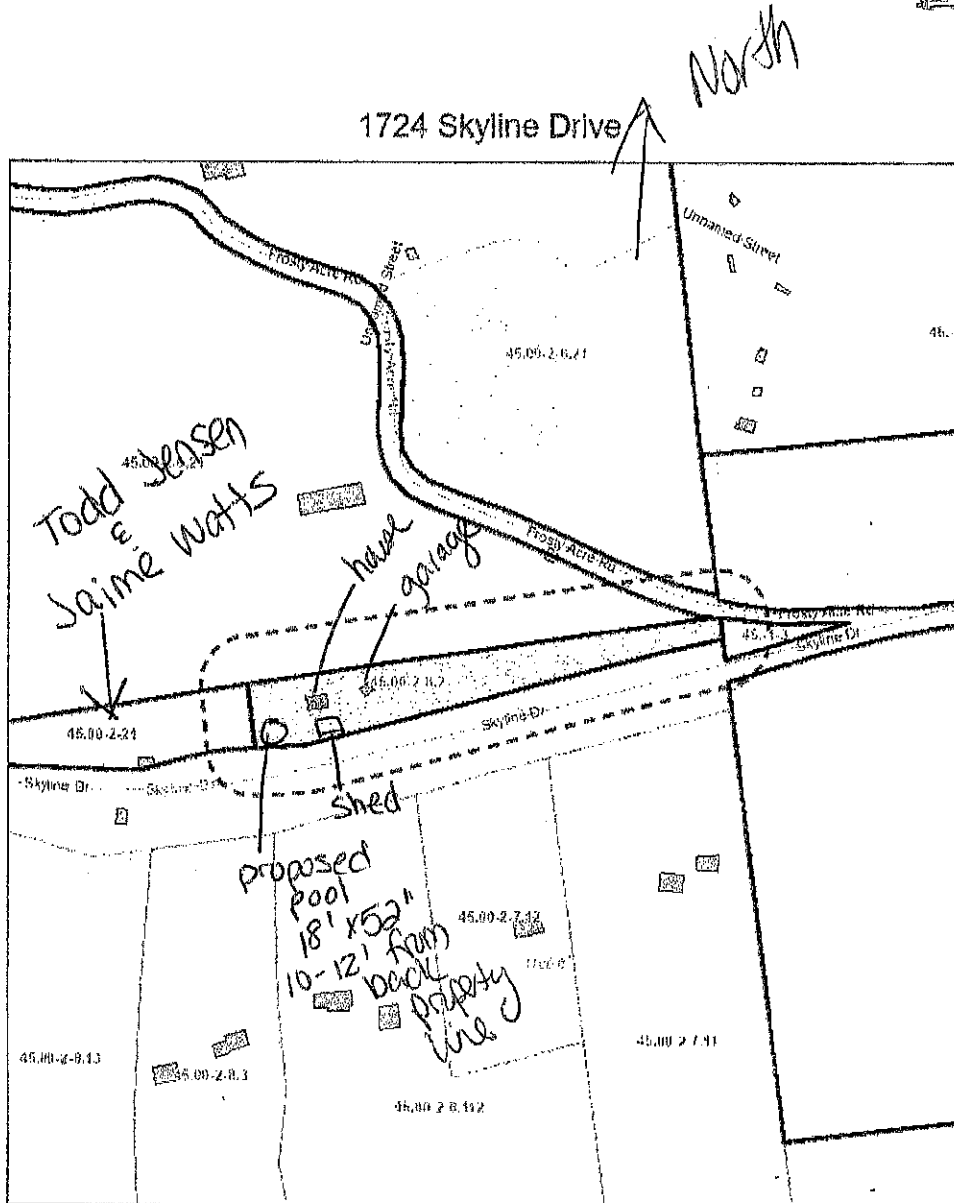 North
1724 Skyline Drive
Unnamed Street
Frosty Acre Rd
45.00-2-6.21
Todd Jensen
&
Jaime Watts
house
garage
Frosty Acre Rd
Frosty Acre Rd
Skyline Dr
45.00-2-8.2
Skyline Dr
45.00-2-21
Skyline Dr
Skyline Dr
shed
proposed
pool
18' x 52"
10-12' from
back
property
line
45.00-2-7.12
45.00-2-8.13
45.00-2-8.3
45.00-2-7.11
45.00-2-8.112